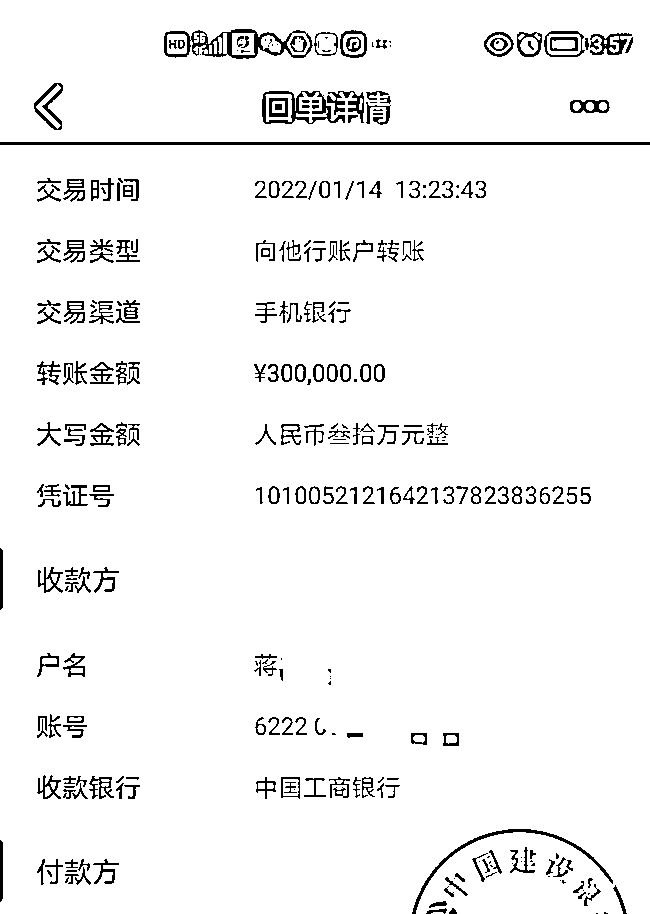 HD 3:57
回单详情
交易时间 2022/01/14 13:23:43
交易类型 向他行账户转账
交易渠道 手机银行
转账金额 ¥300,000.00
大写金额 人民币叁拾万元整
凭证号 1010052121642137823836255
收款方
户名 蒋
账号 6222
收款银行 中国工商银行
付款方
中国建设银